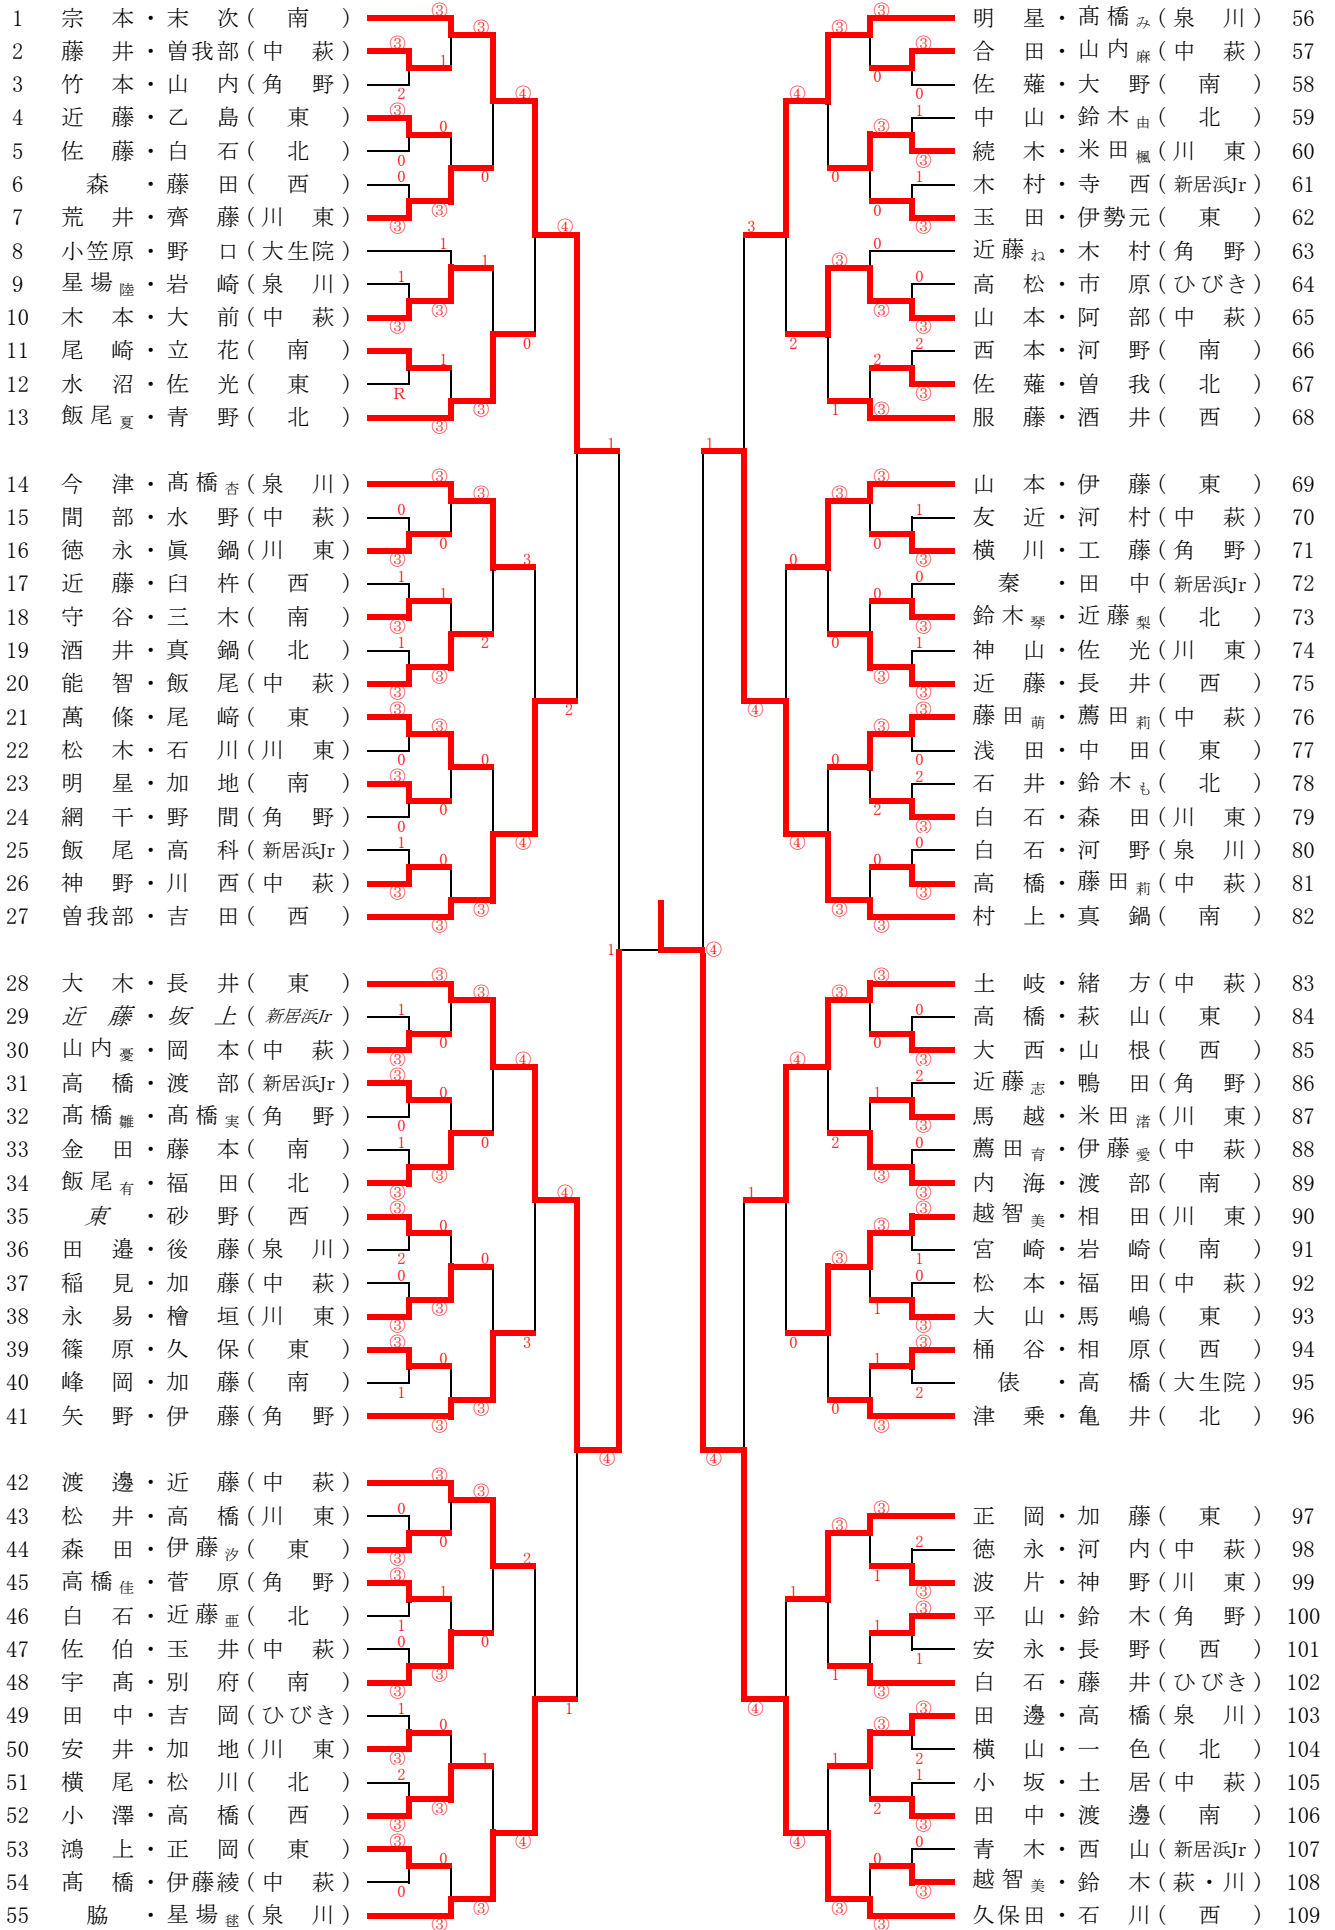 1 宗本・末次(南)
2 藤井・曽我部(中萩)
3 竹本・山内(角野)
4 近藤・乙島(東)
5 佐藤・白石(北)
6 森・藤田(西)
7 荒井・齊藤(川東)
8 小笠原・野口(大生院)
9 星場陸・岩崎(泉川)
10 木本・大前(中萩)
11 尾崎・立花(南)
12 水沼・佐光(東)
13 飯尾夏・青野(北)
14 今津・髙橋杏(泉川)
15 間部・水野(中萩)
16 徳永・眞鍋(川東)
17 近藤・臼杵(西)
18 守谷・三木(南)
19 酒井・真鍋(北)
20 能智・飯尾(中萩)
21 萬條・尾﨑(東)
22 松木・石川(川東)
23 明星・加地(南)
24 網干・野間(角野)
25 飯尾・高科(新居浜Jr)
26 神野・川西(中萩)
27 曽我部・吉田(西)
28 大木・長井(東)
29 近藤・坂上(新居浜Jr)
30 山内憂・岡本(中萩)
31 高橋・渡部(新居浜Jr)
32 髙橋雛・髙橋実(角野)
33 金田・藤本(南)
34 飯尾有・福田(北)
35 東・砂野(西)
36 田邉・後藤(泉川)
37 稲見・加藤(中萩)
38 永易・檜垣(川東)
39 篠原・久保(東)
40 峰岡・加藤(南)
41 矢野・伊藤(角野)
42 渡邊・近藤(中萩)
43 松井・高橋(川東)
44 森田・伊藤汐(東)
45 高橋佳・菅原(角野)
46 白石・近藤亜(北)
47 佐伯・玉井(中萩)
48 宇髙・別府(南)
49 田中・吉岡(ひびき)
50 安井・加地(川東)
51 横尾・松川(北)
52 小澤・高橋(西)
53 鴻上・正岡(東)
54 髙橋・伊藤綾(中萩)
55 脇・星場毬(泉川)
明星・髙橋み(泉川) 56
合田・山内麻(中萩) 57
佐薙・大野(南) 58
中山・鈴木由(北) 59
続木・米田楓(川東) 60
木村・寺西(新居浜Jr) 61
玉田・伊勢元(東) 62
近藤ね・木村(角野) 63
高松・市原(ひびき) 64
山本・阿部(中萩) 65
西本・河野(南) 66
佐薙・曽我(北) 67
服藤・酒井(西) 68
山本・伊藤(東) 69
友近・河村(中萩) 70
横川・工藤(角野) 71
秦・田中(新居浜Jr) 72
鈴木琴・近藤梨(北) 73
神山・佐光(川東) 74
近藤・長井(西) 75
藤田萌・薦田莉(中萩) 76
浅田・中田(東) 77
石井・鈴木も(北) 78
白石・森田(川東) 79
白石・河野(泉川) 80
高橋・藤田莉(中萩) 81
村上・真鍋(南) 82
土岐・緒方(中萩) 83
高橋・萩山(東) 84
大西・山根(西) 85
近藤志・鴨田(角野) 86
馬越・米田渚(川東) 87
薦田育・伊藤愛(中萩) 88
内海・渡部(南) 89
越智美・相田(川東) 90
宮崎・岩崎(南) 91
松本・福田(中萩) 92
大山・馬嶋(東) 93
桶谷・相原(西) 94
俵・高橋(大生院) 95
津乗・亀井(北) 96
正岡・加藤(東) 97
徳永・河内(中萩) 98
波片・神野(川東) 99
平山・鈴木(角野) 100
安永・長野(西) 101
白石・藤井(ひびき) 102
田邊・高橋(泉川) 103
横山・一色(北) 104
小坂・土居(中萩) 105
田中・渡邊(南) 106
青木・西山(新居浜Jr) 107
越智美・鈴木(萩・川) 108
久保田・石川(西) 109